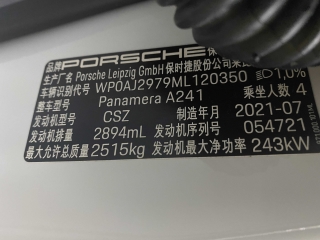 品牌 PORSCHE 保
生产厂名 Porsche Leipzig GmbH 保时捷股份公司
车辆识别代号 WP0AJ2979ML120350
整车型号 Panamera A241 乘坐人数 4
发动机型号 CSZ 制造年月 2021-07
发动机排量 2894mL 发动机序列号 054721
最大允许总质量 2515kg 发动机最大净功率 243kW